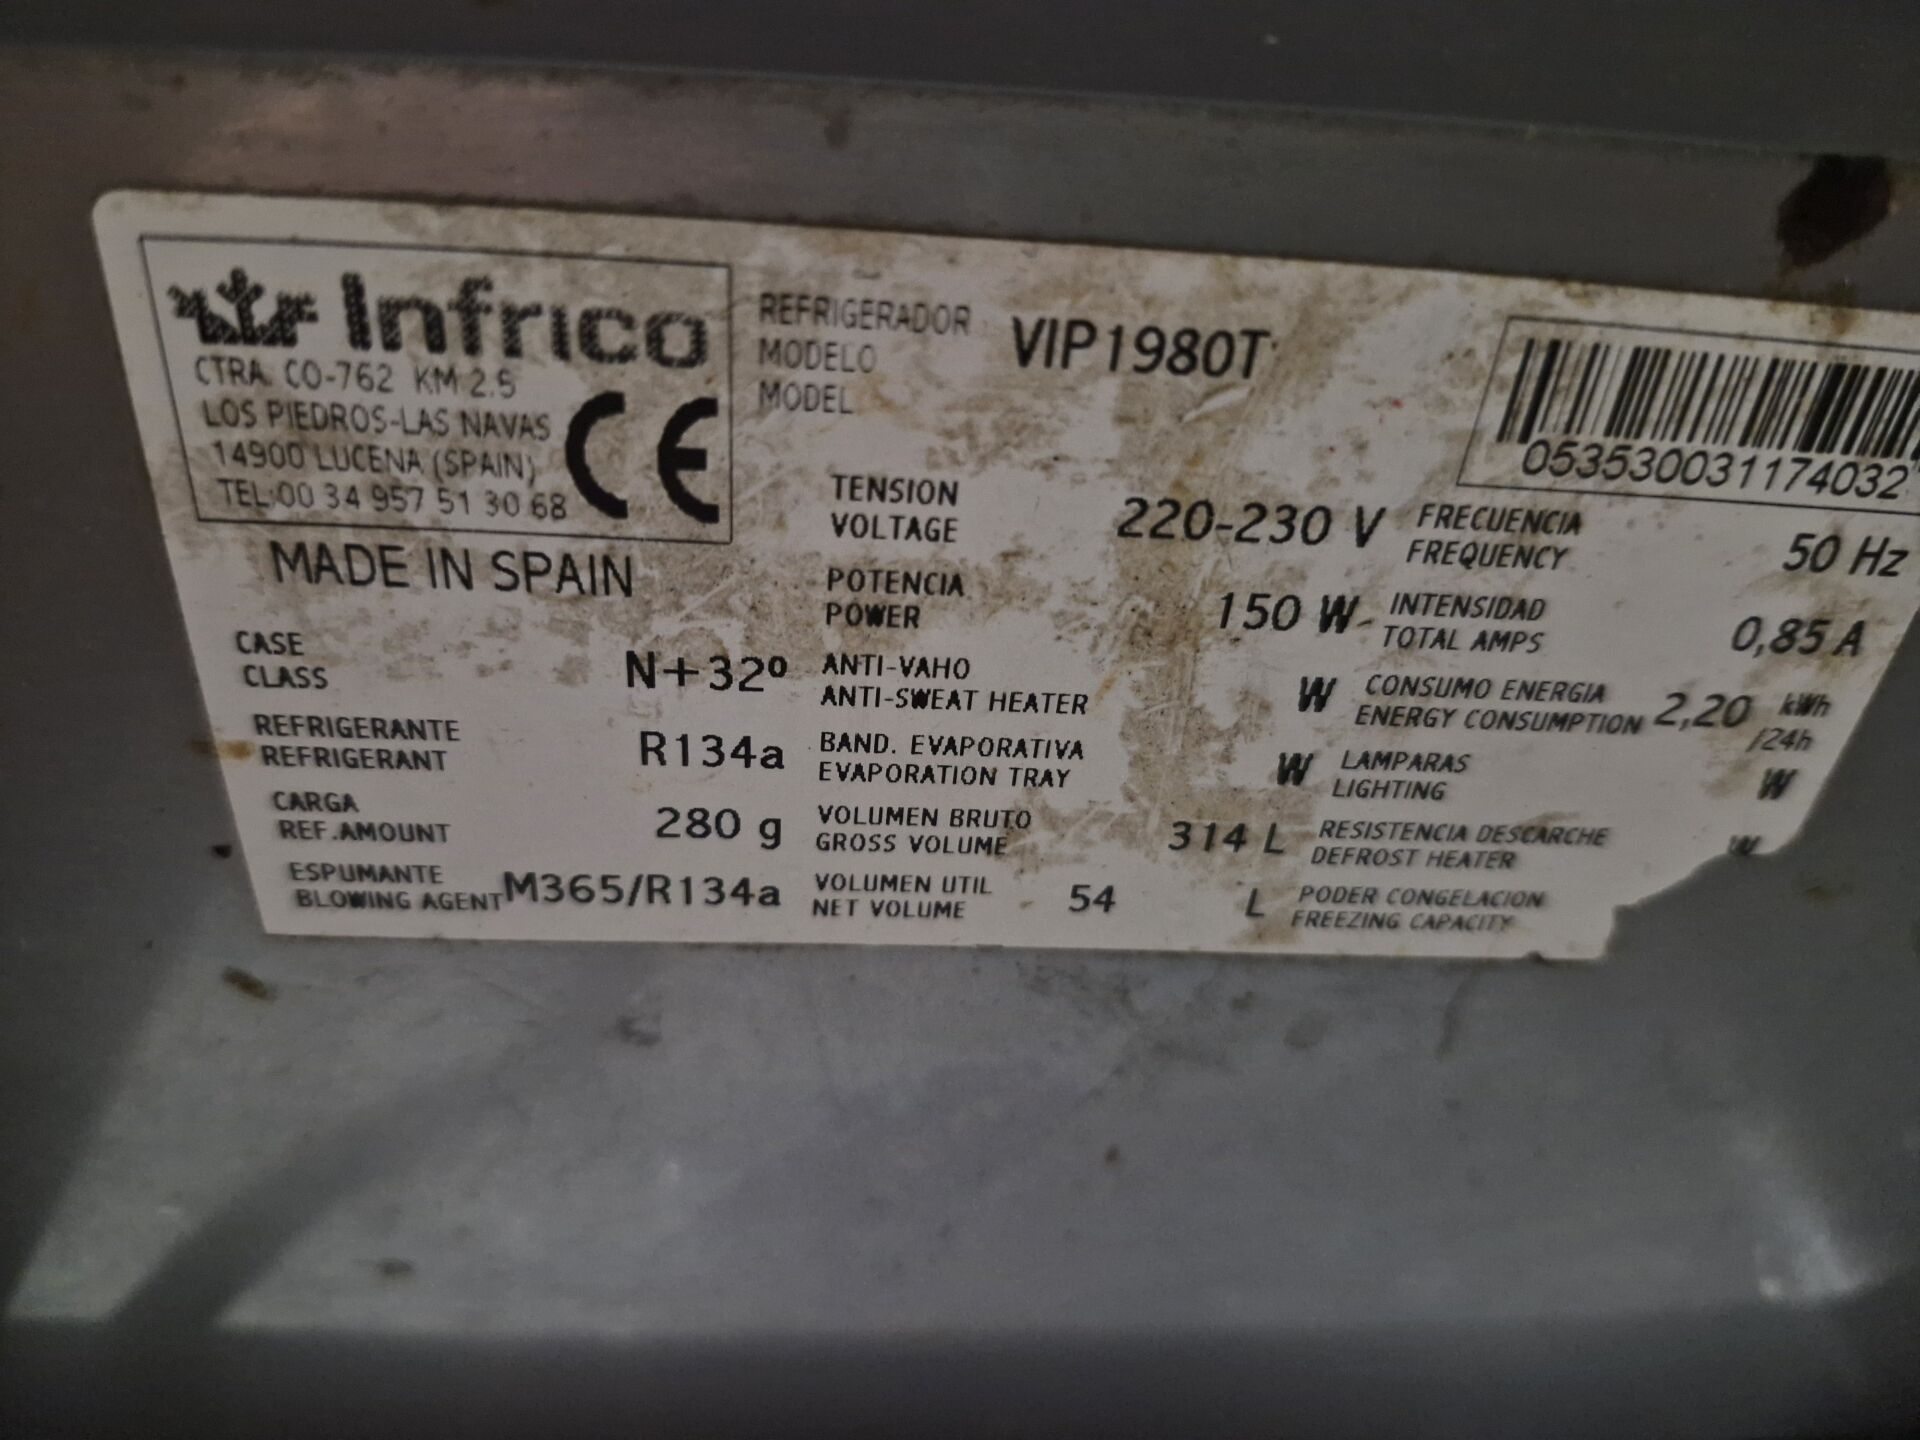 Infrico
CTRA. CO-762 KM 2.5
LOS PIEDROS-LAS NAVAS
14900 LUCENA (SPAIN)
TEL:00 34 957 51 30 68
CE
MADE IN SPAIN
REFRIGERADOR
MODELO
MODEL
VIP1980T
053530031174032
TENSION
VOLTAGE
220-230 V
FRECUENCIA
FREQUENCY
50 Hz
POTENCIA
POWER
150 W
INTENSIDAD
TOTAL AMPS
0,85 A
CASE
CLASS
N+32º
ANTI-VAHO
ANTI-SWEAT HEATER
W
CONSUMO ENERGIA
ENERGY CONSUMPTION
2,20 kWh
/24h
REFRIGERANTE
REFRIGERANT
R134a
BAND. EVAPORATIVA
EVAPORATION TRAY
W
LAMPARAS
LIGHTING
W
CARGA
REF.AMOUNT
280 g
VOLUMEN BRUTO
GROSS VOLUME
314 L
RESISTENCIA DESCARCHE
DEFROST HEATER
W
ESPUMANTE
BLOWING AGENT
M365/R134a
VOLUMEN UTIL
NET VOLUME
54 L
PODER CONGELACION
FREEZING CAPACITY